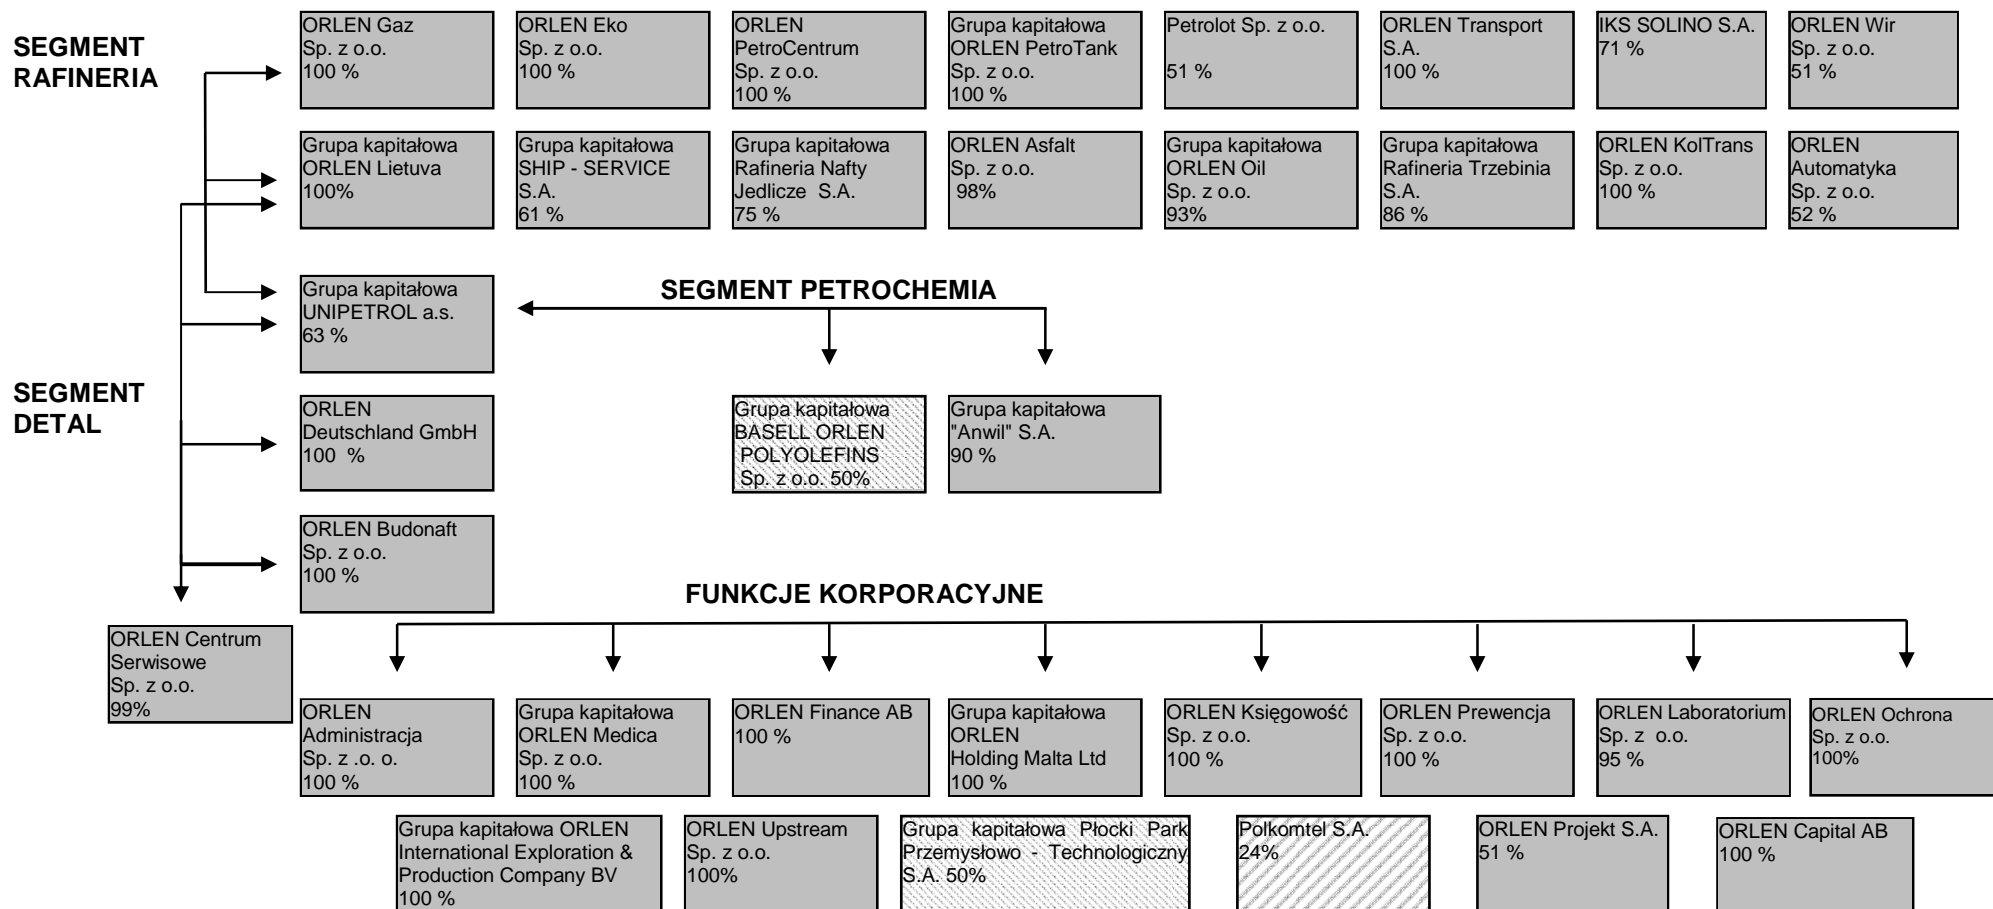 SEGMENT
RAFINERIA
ORLEN Gaz
Sp. z o.o.
100 %
ORLEN Eko
Sp. z o.o.
100 %
ORLEN
PetroCentrum
Sp. z o.o.
100 %
Grupa kapitałowa
ORLEN PetroTank
Sp. z o.o.
100 %
Petrolot Sp. z o.o.
51 %
ORLEN Transport
S.A.
100 %
IKS SOLINO S.A.
71 %
ORLEN Wir
Sp. z o.o.
51 %
Grupa kapitałowa
ORLEN Lietuva
100%
Grupa kapitałowa
SHIP - SERVICE
S.A.
61 %
Grupa kapitałowa
Rafineria Nafty
Jedlicze S.A.
75 %
ORLEN Asfalt
Sp. z o.o.
98%
Grupa kapitałowa
ORLEN Oil
Sp. z o.o.
93%
Grupa kapitałowa
Rafineria Trzebinia
S.A.
86 %
ORLEN KolTrans
Sp. z o.o.
100 %
ORLEN
Automatyka
Sp. z o.o.
52 %
Grupa kapitałowa
UNIPETROL a.s.
63 %
SEGMENT PETROCHEMIA
SEGMENT
DETAL
ORLEN
Deutschland GmbH
100 %
Grupa kapitałowa
BASELL ORLEN
POLYOLEFINS
Sp. z o.o. 50%
Grupa kapitałowa
"Anwil" S.A.
90 %
ORLEN Budonaft
Sp. z o.o.
100 %
FUNKCJE KORPORACYJNE
ORLEN Centrum
Serwisowe
Sp. z o.o.
99%
ORLEN
Administracja
Sp. z .o. o.
100 %
Grupa kapitałowa
ORLEN Medica
Sp. z o.o.
100 %
ORLEN Finance AB
100 %
Grupa kapitałowa
ORLEN
Holding Malta Ltd
100 %
ORLEN Księgowość
Sp. z o.o.
100 %
ORLEN Prewencja
Sp. z o.o.
100 %
ORLEN Laboratorium
Sp. z o.o.
95 %
ORLEN Ochrona
Sp. z o.o.
100%
Grupa kapitałowa ORLEN
International Exploration &
Production Company BV
100 %
ORLEN Upstream
Sp. z o.o.
100%
Grupa kapitałowa Płocki Park
Przemysłowo - Technologiczny
S.A. 50%
Polkomtel S.A.
24%
ORLEN Projekt S.A.
51 %
ORLEN Capital AB
100 %